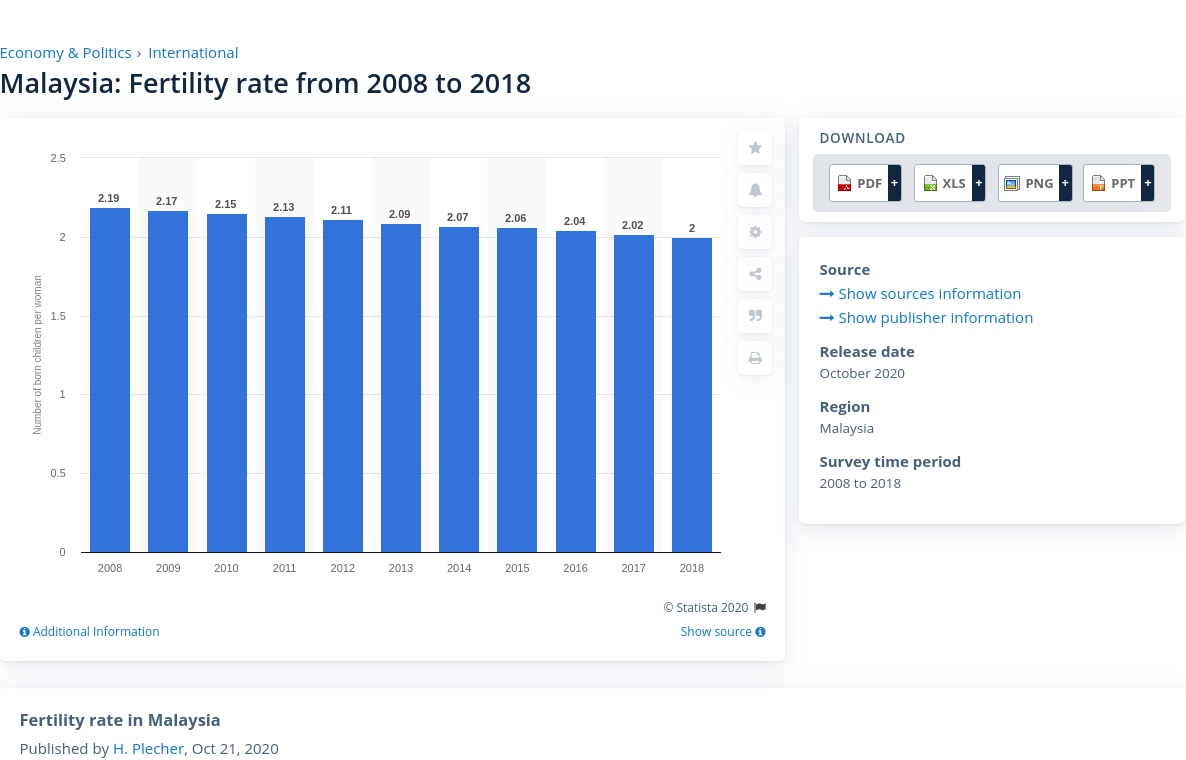 Economy & Politics › International
Malaysia: Fertility rate from 2008 to 2018
2.5
2
1.5
1
0.5
0
Number of born children per woman
2.19
2.17
2.15
2.13
2.11
2.09
2.07
2.06
2.04
2.02
2
2008
2009
2010
2011
2012
2013
2014
2015
2016
2017
2018
© Statista 2020
Additional Information
Show source
DOWNLOAD
PDF + XLS + PNG + PPT +
Source
Show sources information
Show publisher information
Release date
October 2020
Region
Malaysia
Survey time period
2008 to 2018
Fertility rate in Malaysia
Published by H. Plecher, Oct 21, 2020